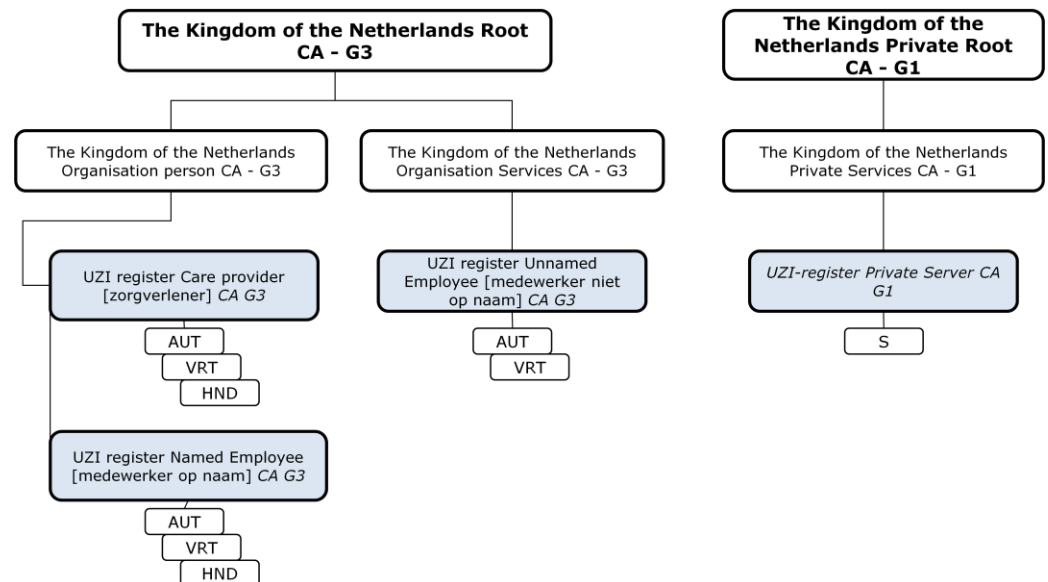 The Kingdom of the Netherlands Root
CA - G3
The Kingdom of the
Netherlands Private Root
CA - G1
The Kingdom of the Netherlands
Organisation person CA - G3
The Kingdom of the Netherlands
Organisation Services CA - G3
The Kingdom of the Netherlands
Private Services CA - G1
UZI register Care provider
[zorgverlener] CA G3
UZI register Unnamed
Employee [medewerker niet
op naam] CA G3
UZI-register Private Server CA
G1
AUT
VRT
HND
AUT
VRT
S
UZI register Named Employee
[medewerker op naam] CA G3
AUT
VRT
HND